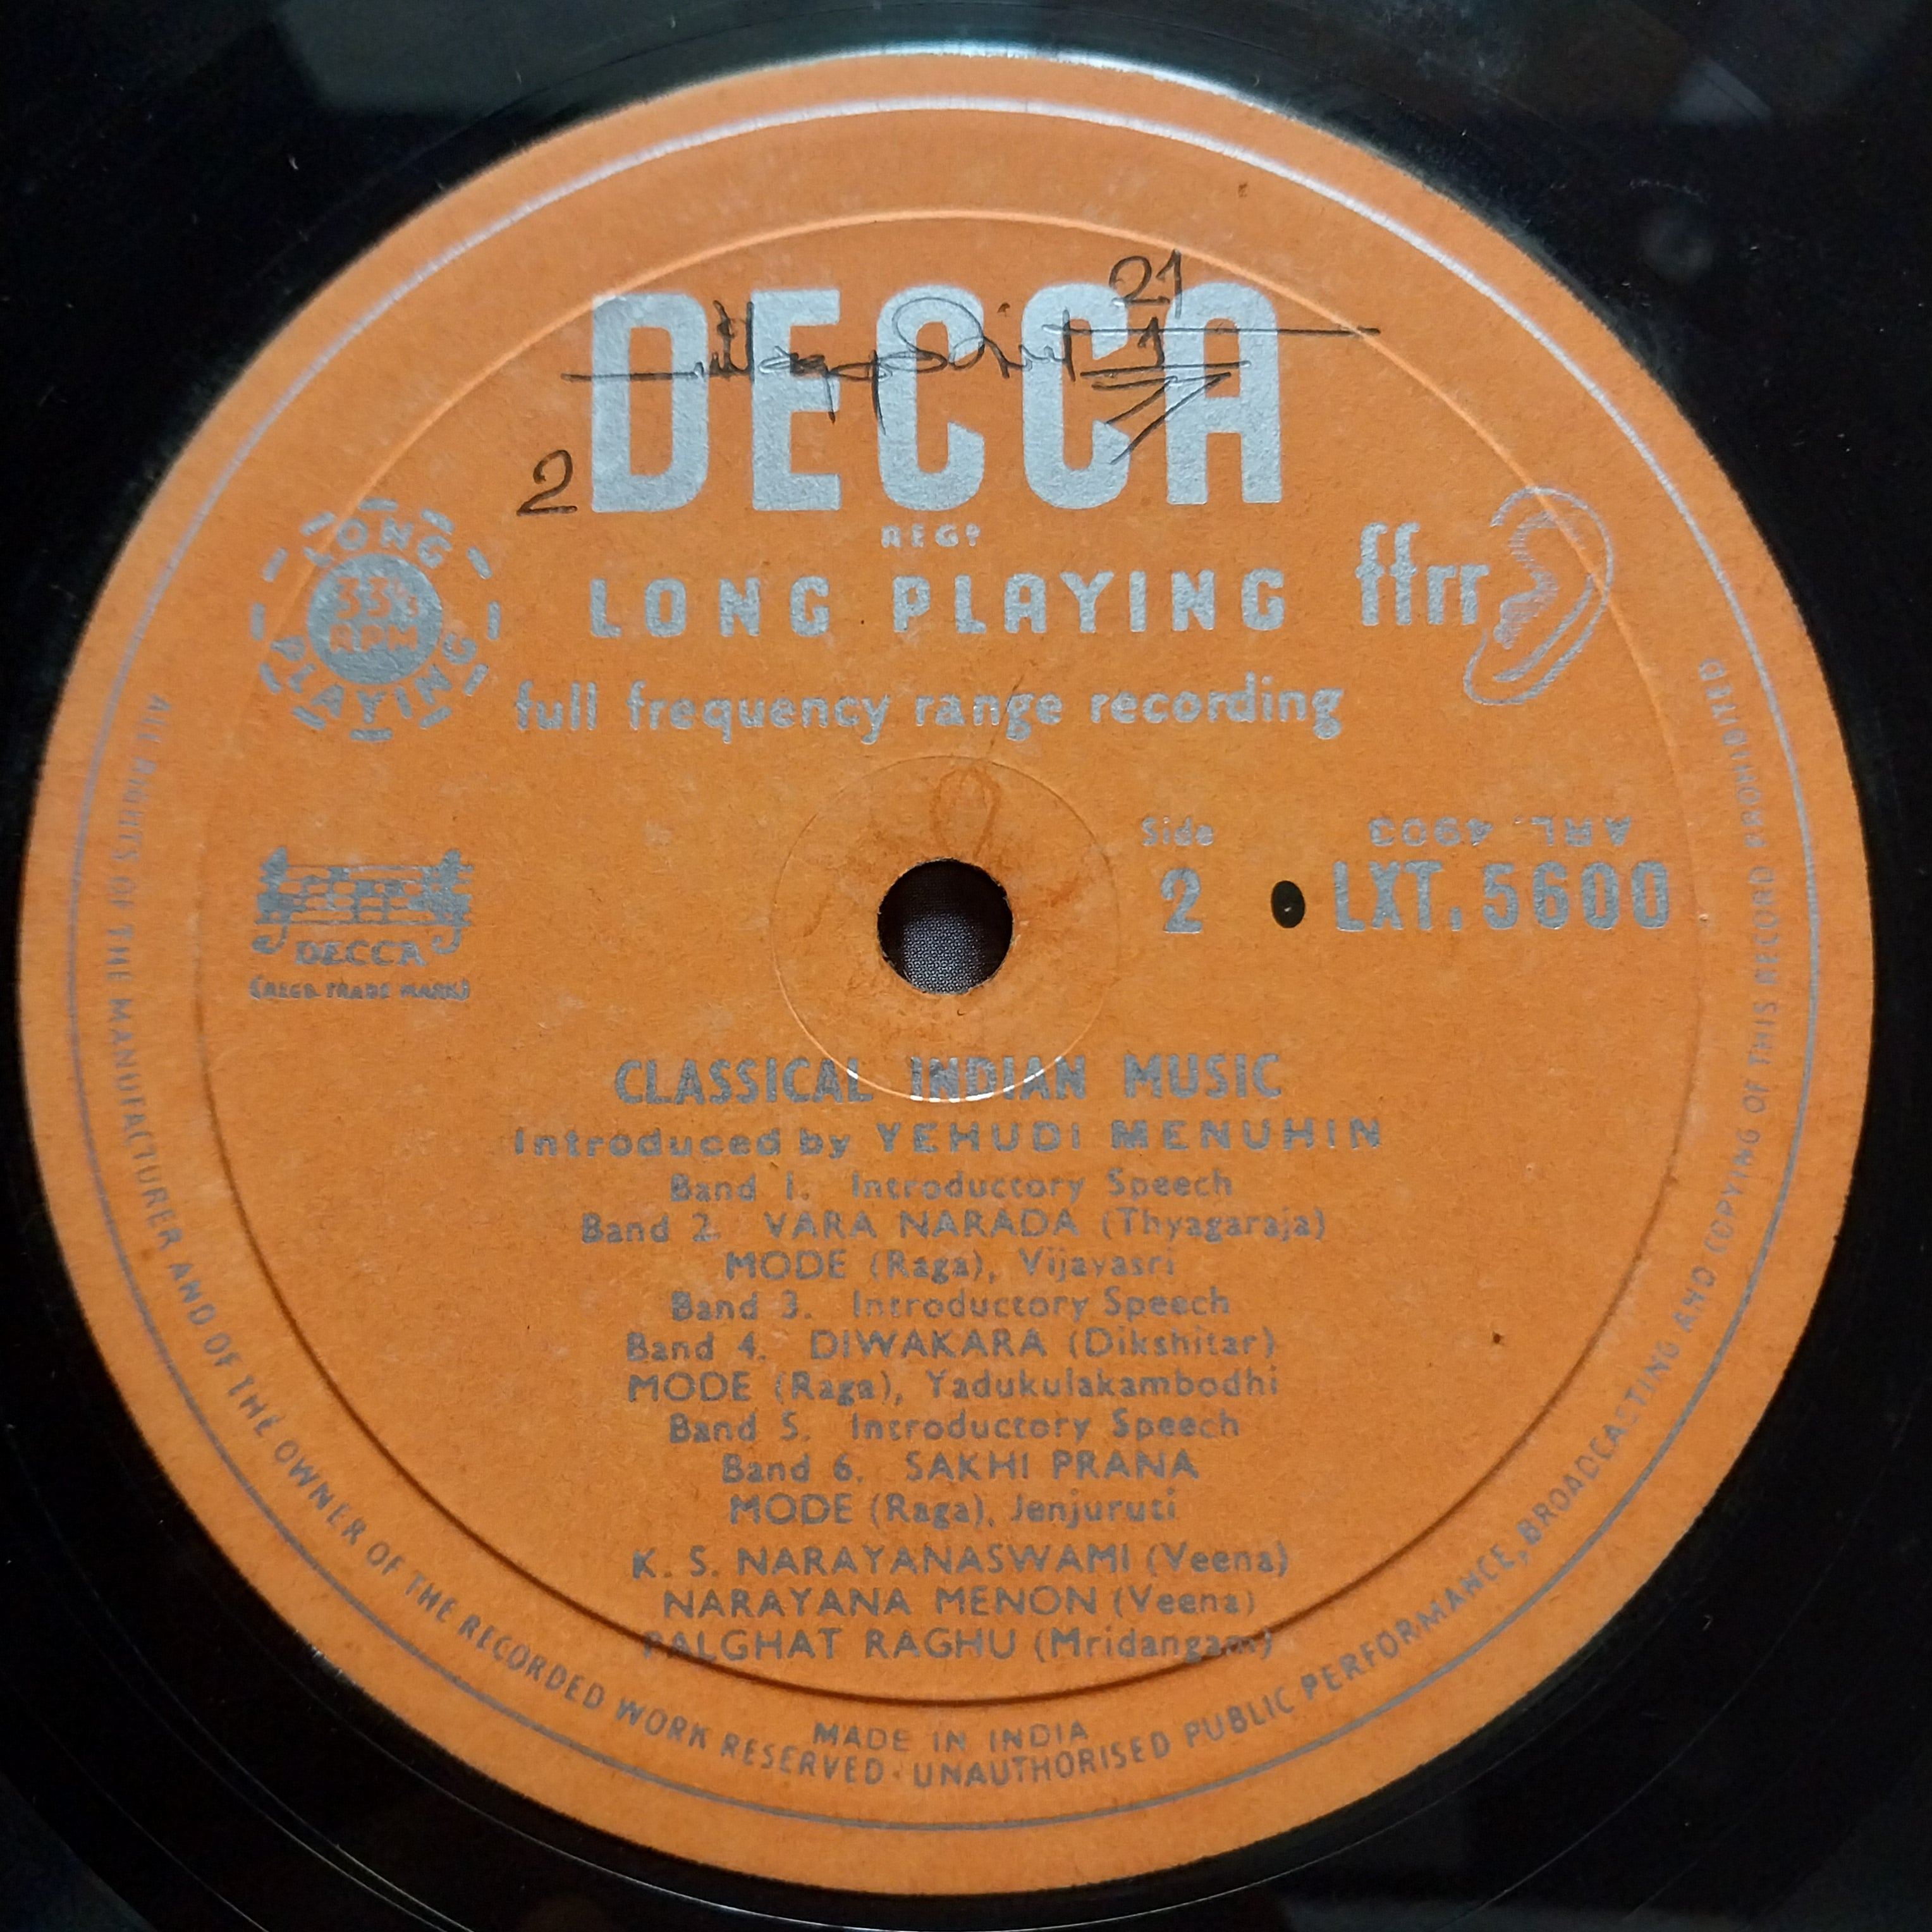 21
1
DECCA
2
REGD
LONG PLAYING
ffrr
LONG PLAYING
33⅓
RPM
full frequency range recording
Side
2
ARL. 4903
LXT. 5600
DECCA
(REGD. TRADE MARK)
CLASSICAL INDIAN MUSIC
Introduced by YEHUDI MENUHIN
Band 1. Introductory Speech
Band 2. VARA NARADA (Thyagaraja)
MODE (Raga), Vijayasri
Band 3. Introductory Speech
Band 4. DIWAKARA (Dikshitar)
MODE (Raga), Yadukulakambodhi
Band 5. Introductory Speech
Band 6. SAKHI PRANA
MODE (Raga), Jenjuruti
K. S. NARAYANASWAMI (Veena)
NARAYANA MENON (Veena)
PALGHAT RAGHU (Mridangam)
MADE IN INDIA
ALL RIGHTS OF THE MANUFACTURER AND OF THE OWNER OF THE RECORDED WORK RESERVED · UNAUTHORISED PUBLIC PERFORMANCE, BROADCASTING AND COPYING OF THIS RECORD PROHIBITED